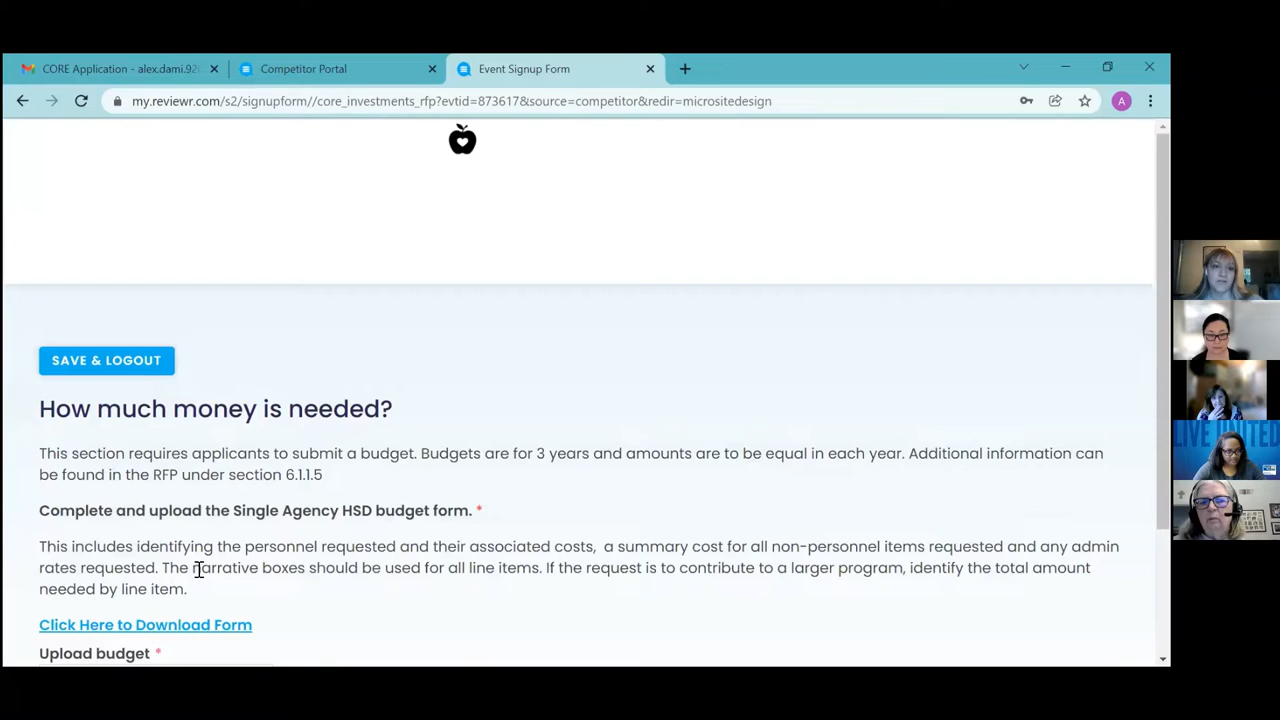 CORE Application - alex.dami.92
Competitor Portal
Event Signup Form
my.reviewr.com/s2/signupform//core_investments_rfp?evtid=873617&source=competitor&redir=micrositedesign
A
SAVE & LOGOUT
How much money is needed?
This section requires applicants to submit a budget. Budgets are for 3 years and amounts are to be equal in each year. Additional information can
be found in the RFP under section 6.1.1.5
Complete and upload the Single Agency HSD budget form. *
This includes identifying the personnel requested and their associated costs, a summary cost for all non-personnel items requested and any admin
rates requested. The narrative boxes should be used for all line items. If the request is to contribute to a larger program, identify the total amount
needed by line item.
Click Here to Download Form
Upload budget *
LIVE UNITED